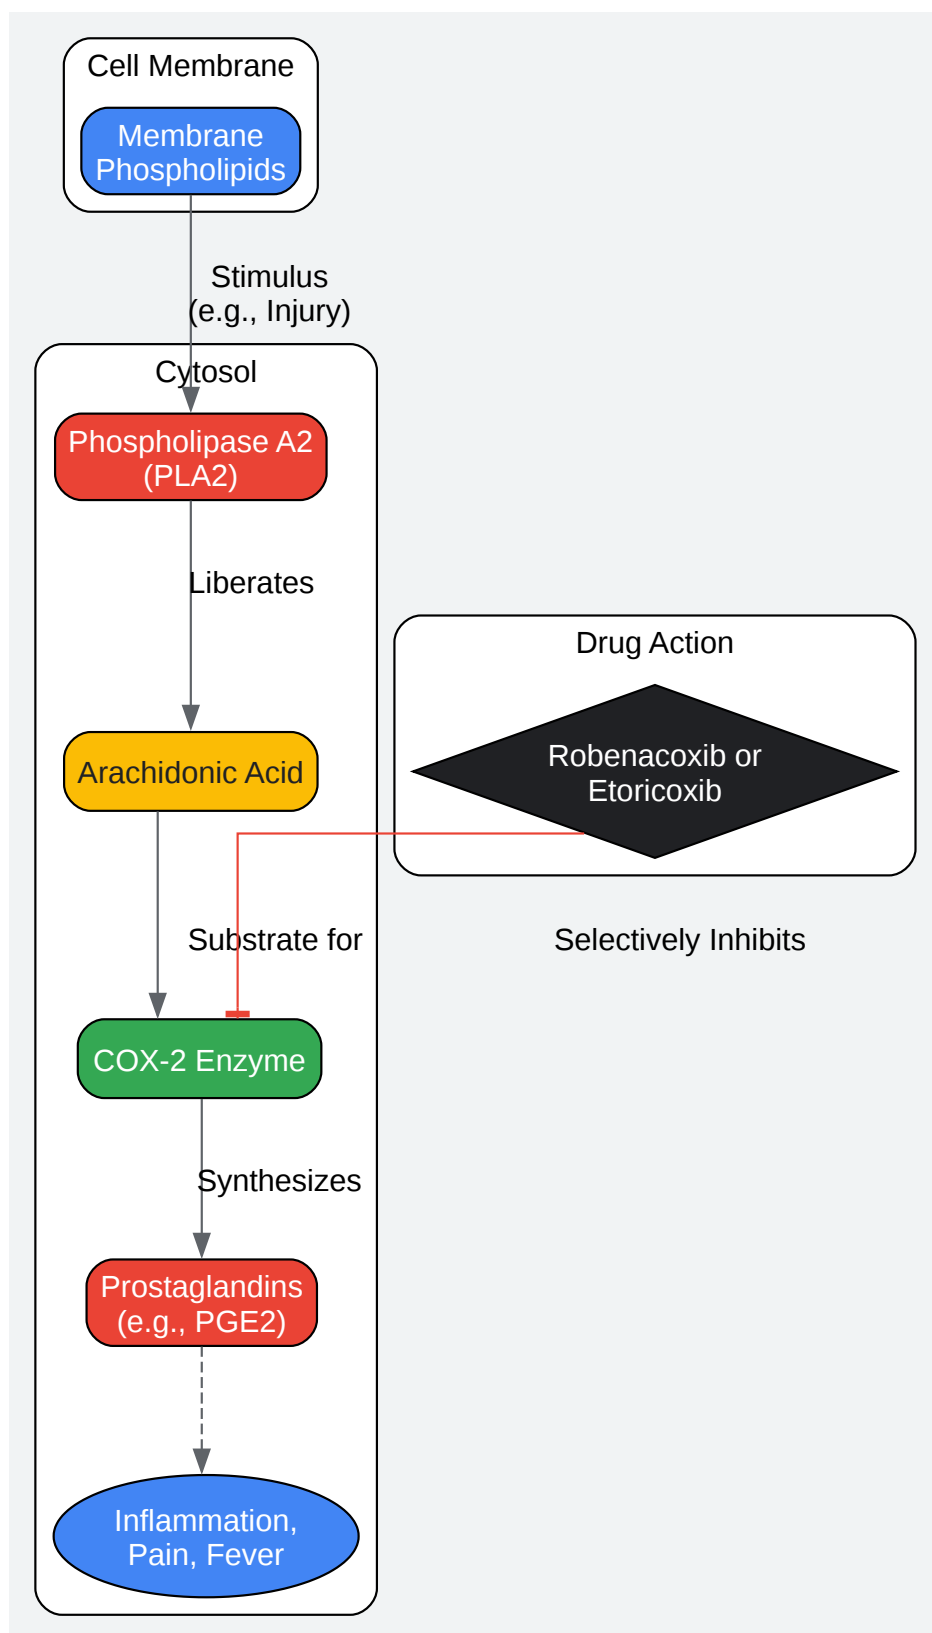 Cell Membrane
Membrane
Phospholipids
Stimulus
(e.g., Injury)
Cytosol
Phospholipase A2
(PLA2)
Liberates
Drug Action
Robenacoxib or
Etoricoxib
Arachidonic Acid
Substrate for
Selectively Inhibits
COX-2 Enzyme
Synthesizes
Prostaglandins
(e.g., PGE2)
Inflammation,
Pain, Fever